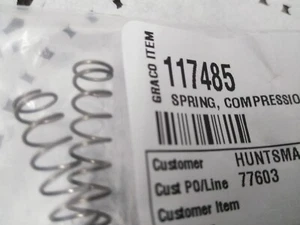 GRACO ITEM
117485
SPRING, COMPRESSIO
Customer HUNTSMA
Cust PO/Line 77603
Customer Item